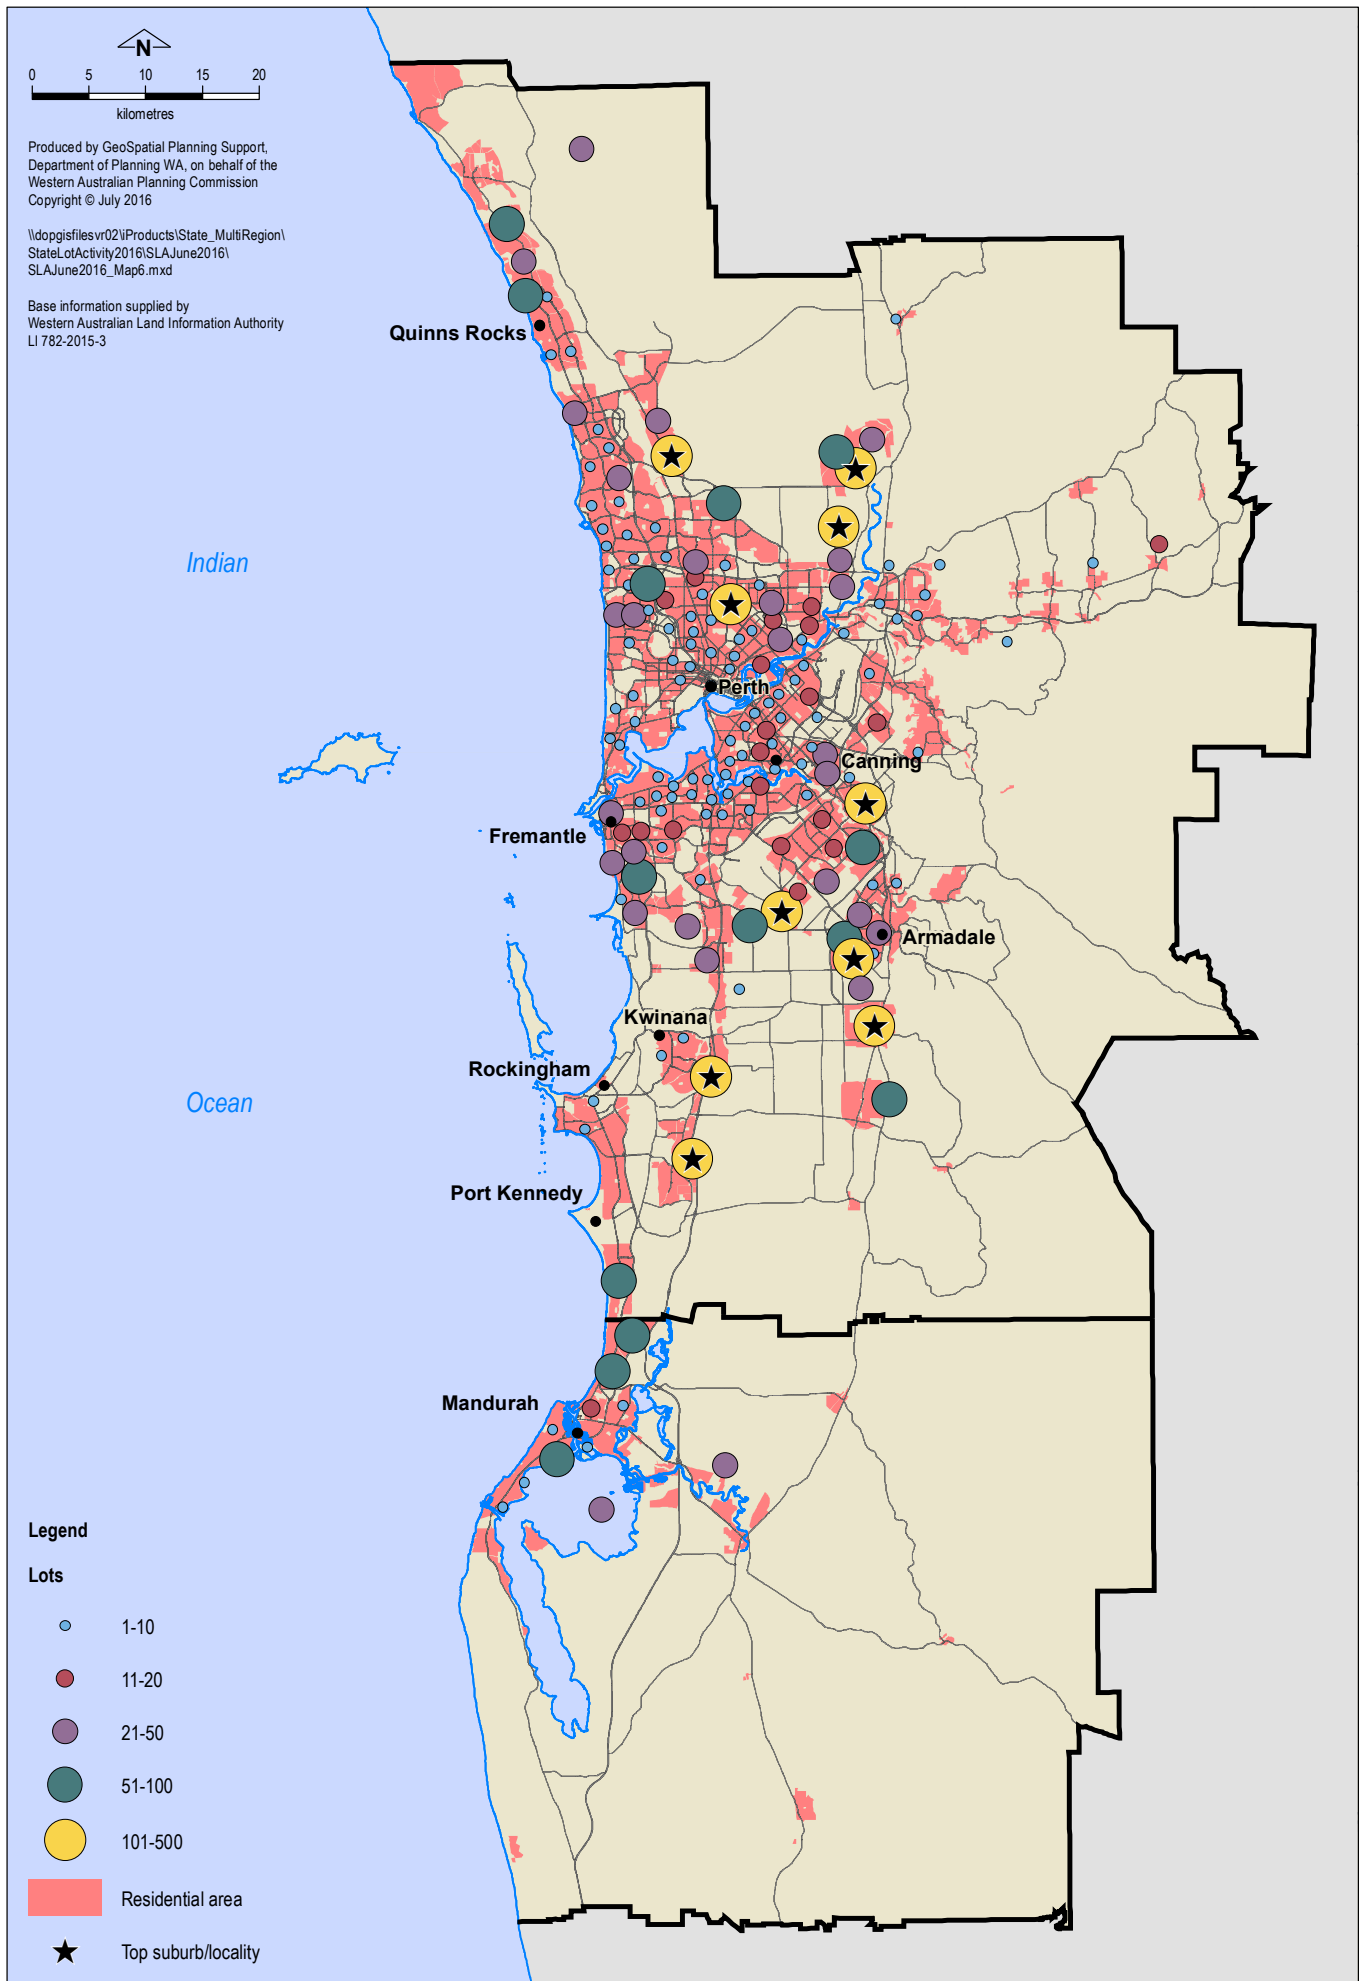 N
0 5 10 15 20
kilometres
Produced by GeoSpatial Planning Support,
Department of Planning WA, on behalf of the
Western Australian Planning Commission
Copyright © July 2016
\\dopgisfilesvr02\iProducts\State_MultiRegion\
StateLotActivity2016\SLAJune2016\
SLAJune2016_Map6.mxd
Base information supplied by
Western Australian Land Information Authority
LI 782-2015-3
Quinns Rocks
Indian
Perth
Canning
Fremantle
Armadale
Kwinana
Rockingham
Ocean
Port Kennedy
Mandurah
Legend
Lots
1-10
11-20
21-50
51-100
101-500
Residential area
Top suburb/locality